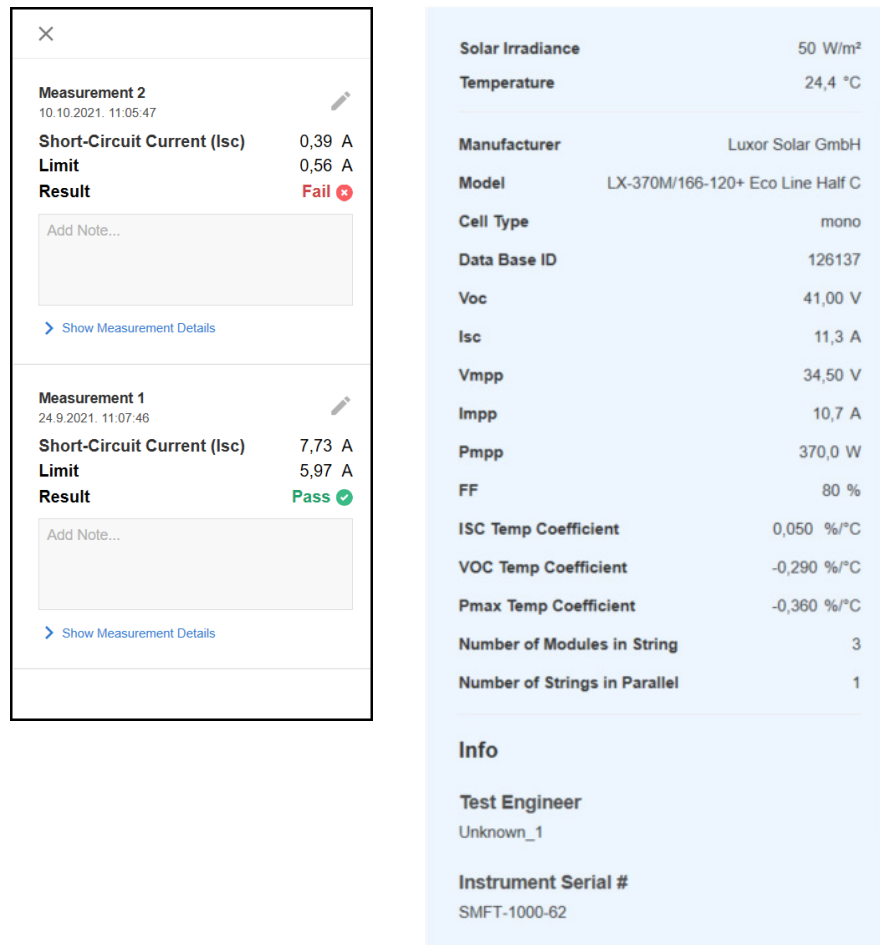 Measurement 2
10.10.2021. 11:05:47
Short-Circuit Current (Isc) 0,39 A
Limit 0,56 A
Result Fail
Add Note...
Show Measurement Details
Measurement 1
24.9.2021. 11:07:46
Short-Circuit Current (Isc) 7,73 A
Limit 5,97 A
Result Pass
Add Note...
Show Measurement Details
Solar Irradiance 50 W/m²
Temperature 24,4 °C
Manufacturer Luxor Solar GmbH
Model LX-370M/166-120+ Eco Line Half C
Cell Type mono
Data Base ID 126137
Voc 41,00 V
Isc 11,3 A
Vmpp 34,50 V
Impp 10,7 A
Pmpp 370,0 W
FF 80 %
ISC Temp Coefficient 0,050 %/°C
VOC Temp Coefficient -0,290 %/°C
Pmax Temp Coefficient -0,360 %/°C
Number of Modules in String 3
Number of Strings in Parallel 1
Info
Test Engineer
Unknown_1
Instrument Serial #
SMFT-1000-62